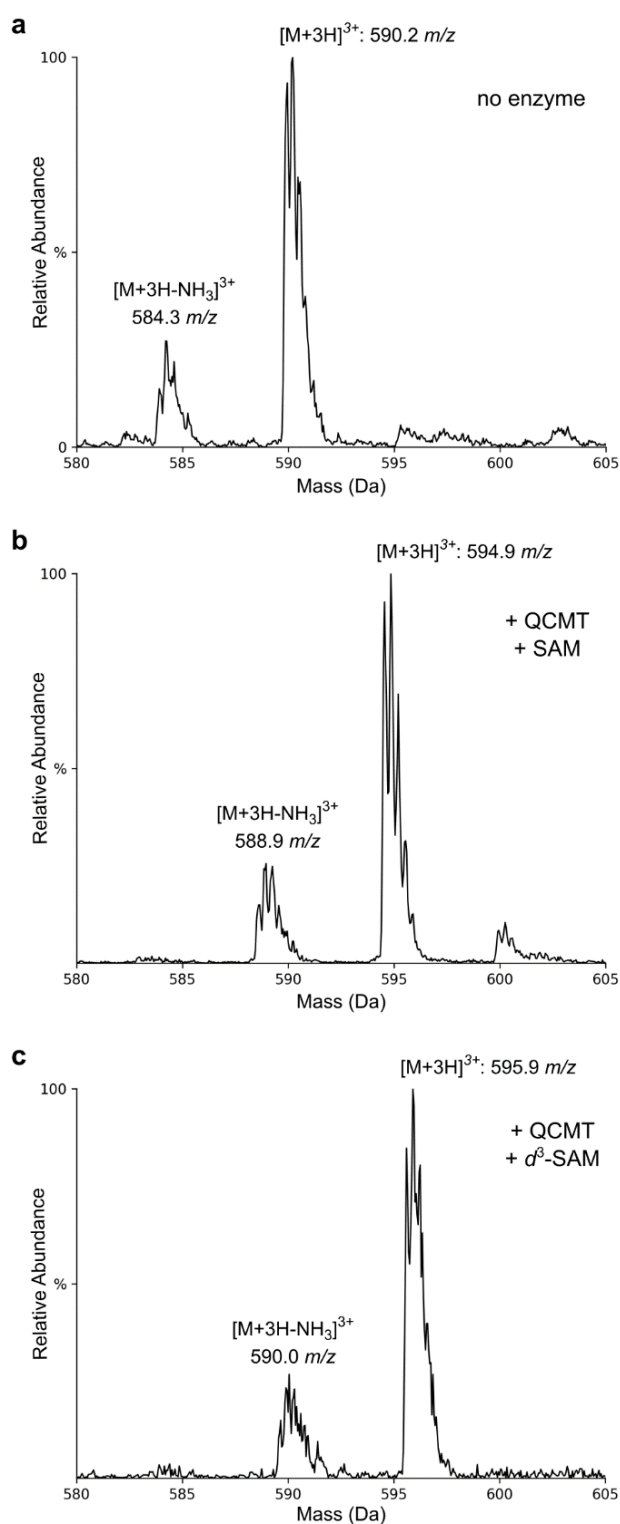 a
[M+3H]³⁺: 590.2 m/z
100
no enzyme
%
[M+3H-NH₃]³⁺
584.3 m/z
Relative Abundance
0
580 585 590 595 600 605
Mass (Da)
b
[M+3H]³⁺: 594.9 m/z
100
+ QCMT
+ SAM
%
[M+3H-NH₃]³⁺
588.9 m/z
Relative Abundance
580 585 590 595 600 605
Mass (Da)
c
[M+3H]³⁺: 595.9 m/z
100
+ QCMT
+ d³-SAM
%
[M+3H-NH₃]³⁺
590.0 m/z
Relative Abundance
580 585 590 595 600 605
Mass (Da)